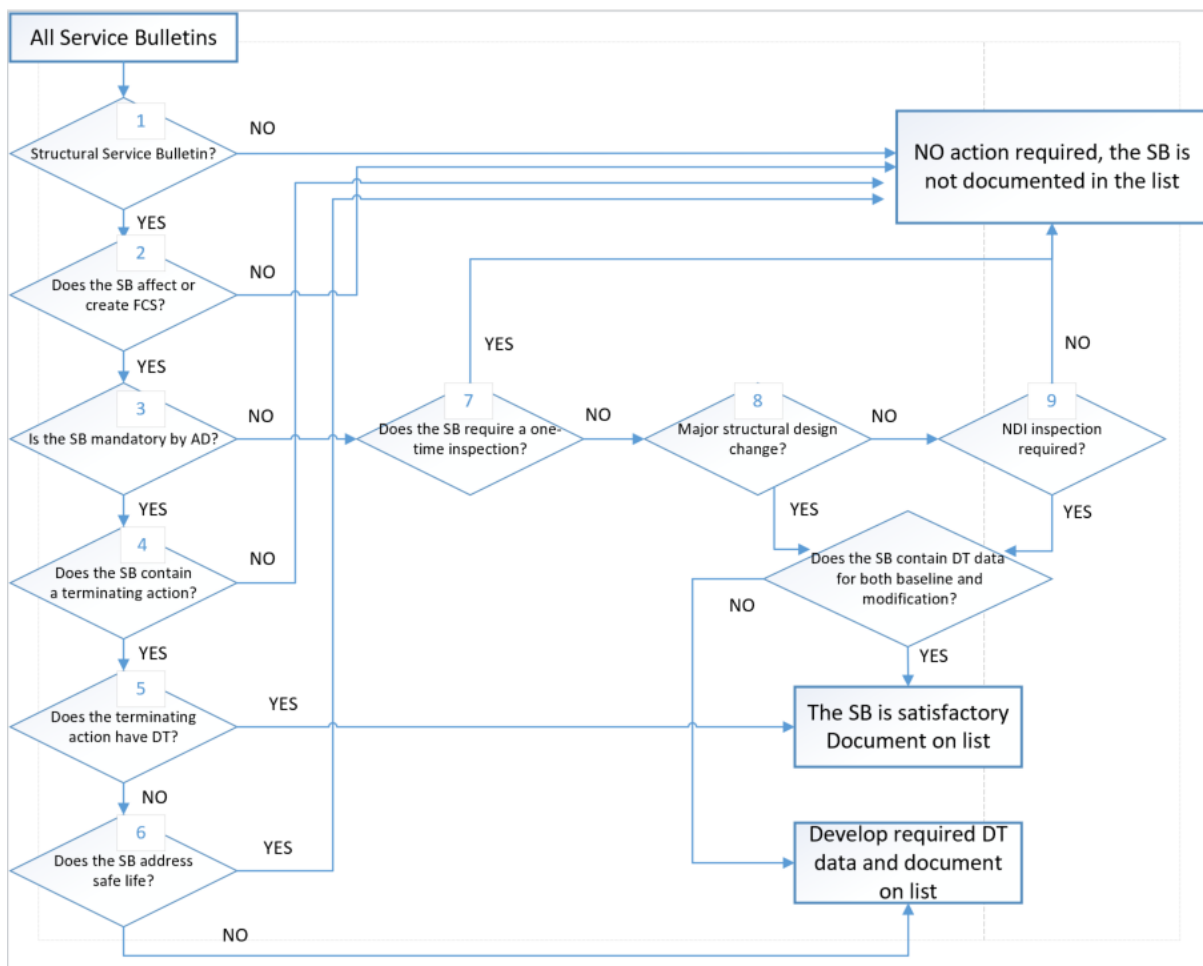 All Service Bulletins
1
Structural Service Bulletin?
NO
NO action required, the SB is
not documented in the list
YES
2
Does the SB affect or
create FCS?
NO
YES
3
Is the SB mandatory by AD?
NO
YES
7
Does the SB require a one-
time inspection?
NO
8
Major structural design
change?
NO
NO
9
NDI inspection
required?
YES
4
Does the SB contain
a terminating action?
NO
YES
YES
Does the SB contain DT data
for both baseline and
modification?
NO
YES
YES
5
Does the terminating
action have DT?
YES
The SB is satisfactory
Document on list
NO
6
Does the SB address
safe life?
YES
Develop required DT
data and document
on list
NO